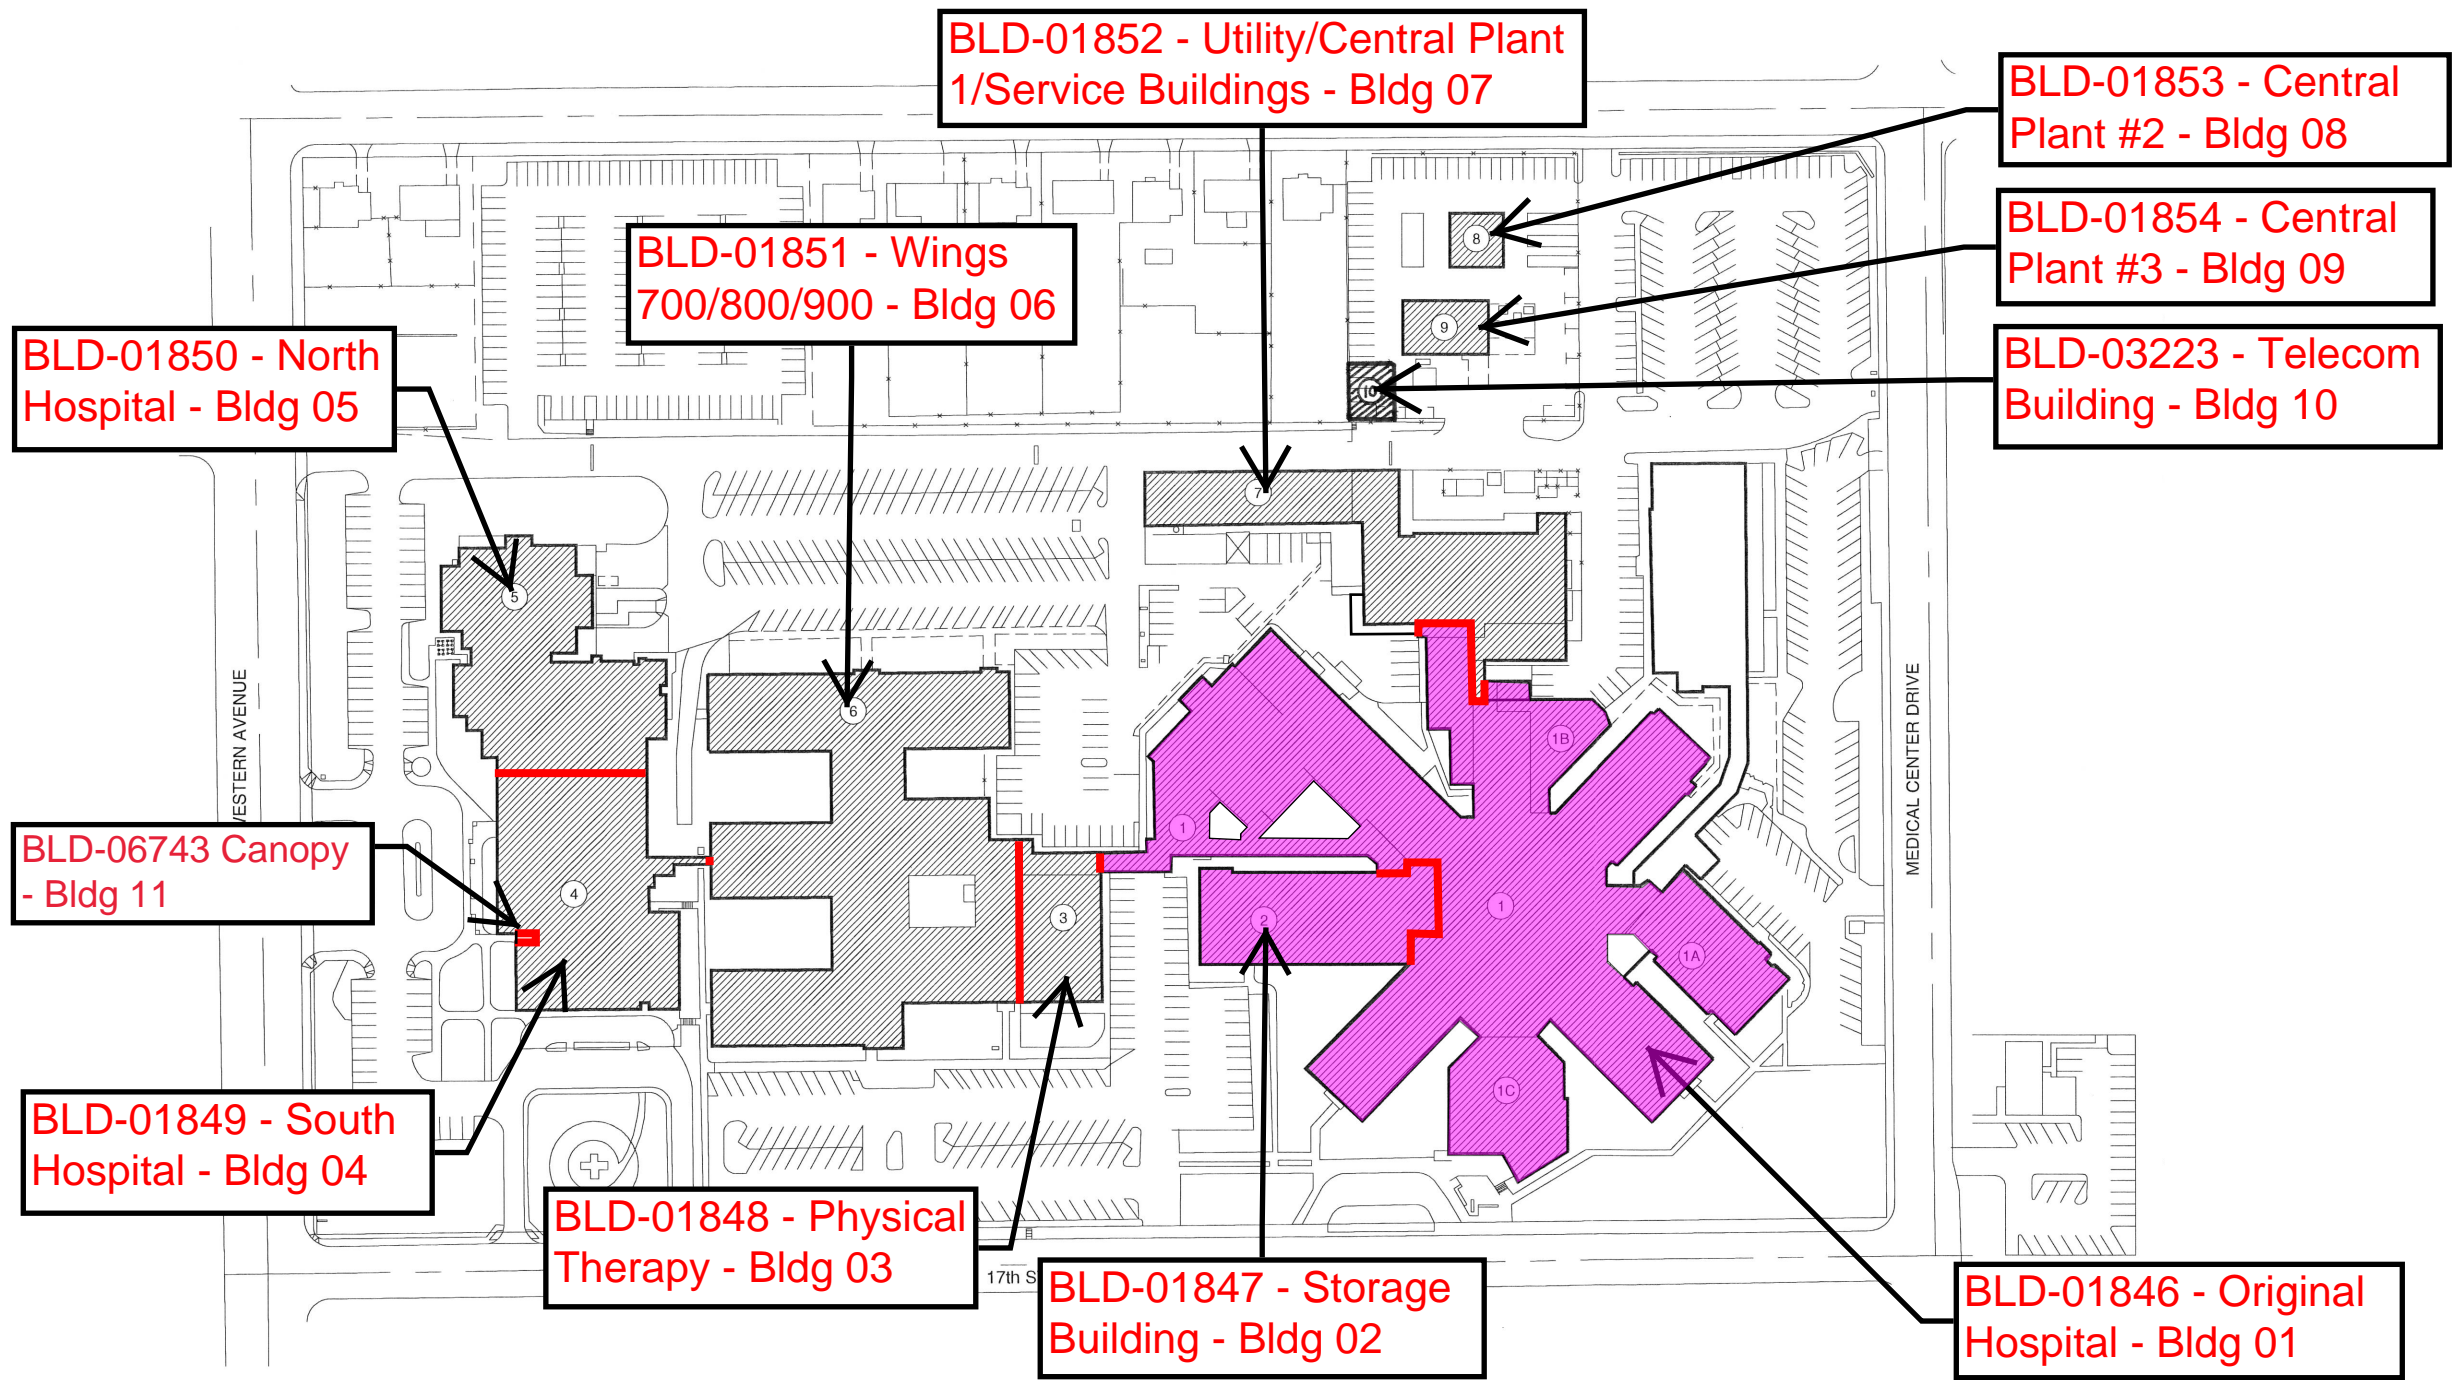 BLD-01852 - Utility/Central Plant
1/Service Buildings - Bldg 07
BLD-01853 - Central
Plant #2 - Bldg 08
BLD-01854 - Central
Plant #3 - Bldg 09
BLD-01851 - Wings
700/800/900 - Bldg 06
BLD-01850 - North
Hospital - Bldg 05
BLD-03223 - Telecom
Building - Bldg 10
8
9
10
7
5
6
1B
1
4
3
2
1
1A
1C
WESTERN AVENUE
MEDICAL CENTER DRIVE
BLD-06743 Canopy
- Bldg 11
BLD-01849 - South
Hospital - Bldg 04
BLD-01848 - Physical
Therapy - Bldg 03
17th S
BLD-01847 - Storage
Building - Bldg 02
BLD-01846 - Original
Hospital - Bldg 01